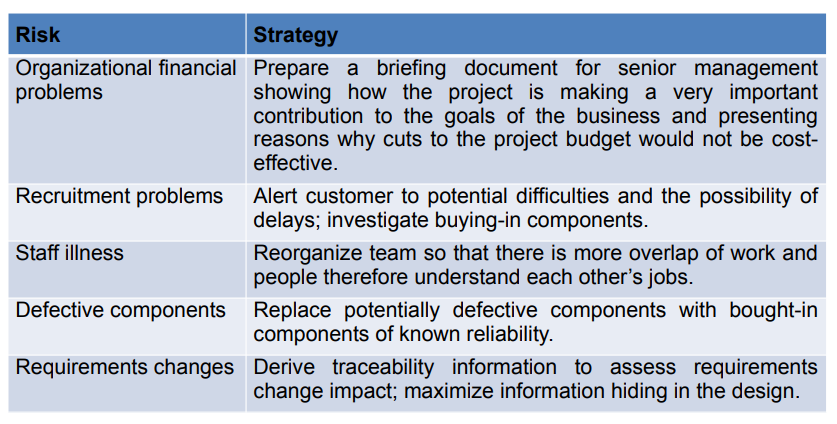 Risk Strategy
Organizational financial problems
Prepare a briefing document for senior management
showing how the project is making a very important
contribution to the goals of the business and presenting
reasons why cuts to the project budget would not be cost-
effective.
Recruitment problems
Alert customer to potential difficulties and the possibility of
delays; investigate buying-in components.
Staff illness
Reorganize team so that there is more overlap of work and
people therefore understand each other’s jobs.
Defective components
Replace potentially defective components with bought-in
components of known reliability.
Requirements changes
Derive traceability information to assess requirements
change impact; maximize information hiding in the design.